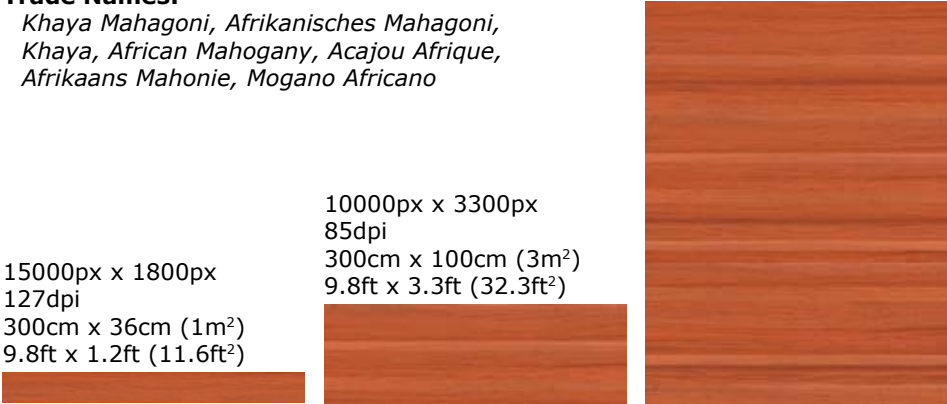 Trade Names:
Khaya Mahagoni, Afrikanisches Mahagoni,
Khaya, African Mahogany, Acajou Afrique,
Afrikaans Mahonie, Mogano Africano
15000px x 1800px
127dpi
300cm x 36cm (1m²)
9.8ft x 1.2ft (11.6ft²)
10000px x 3300px
85dpi
300cm x 100cm (3m²)
9.8ft x 3.3ft (32.3ft²)